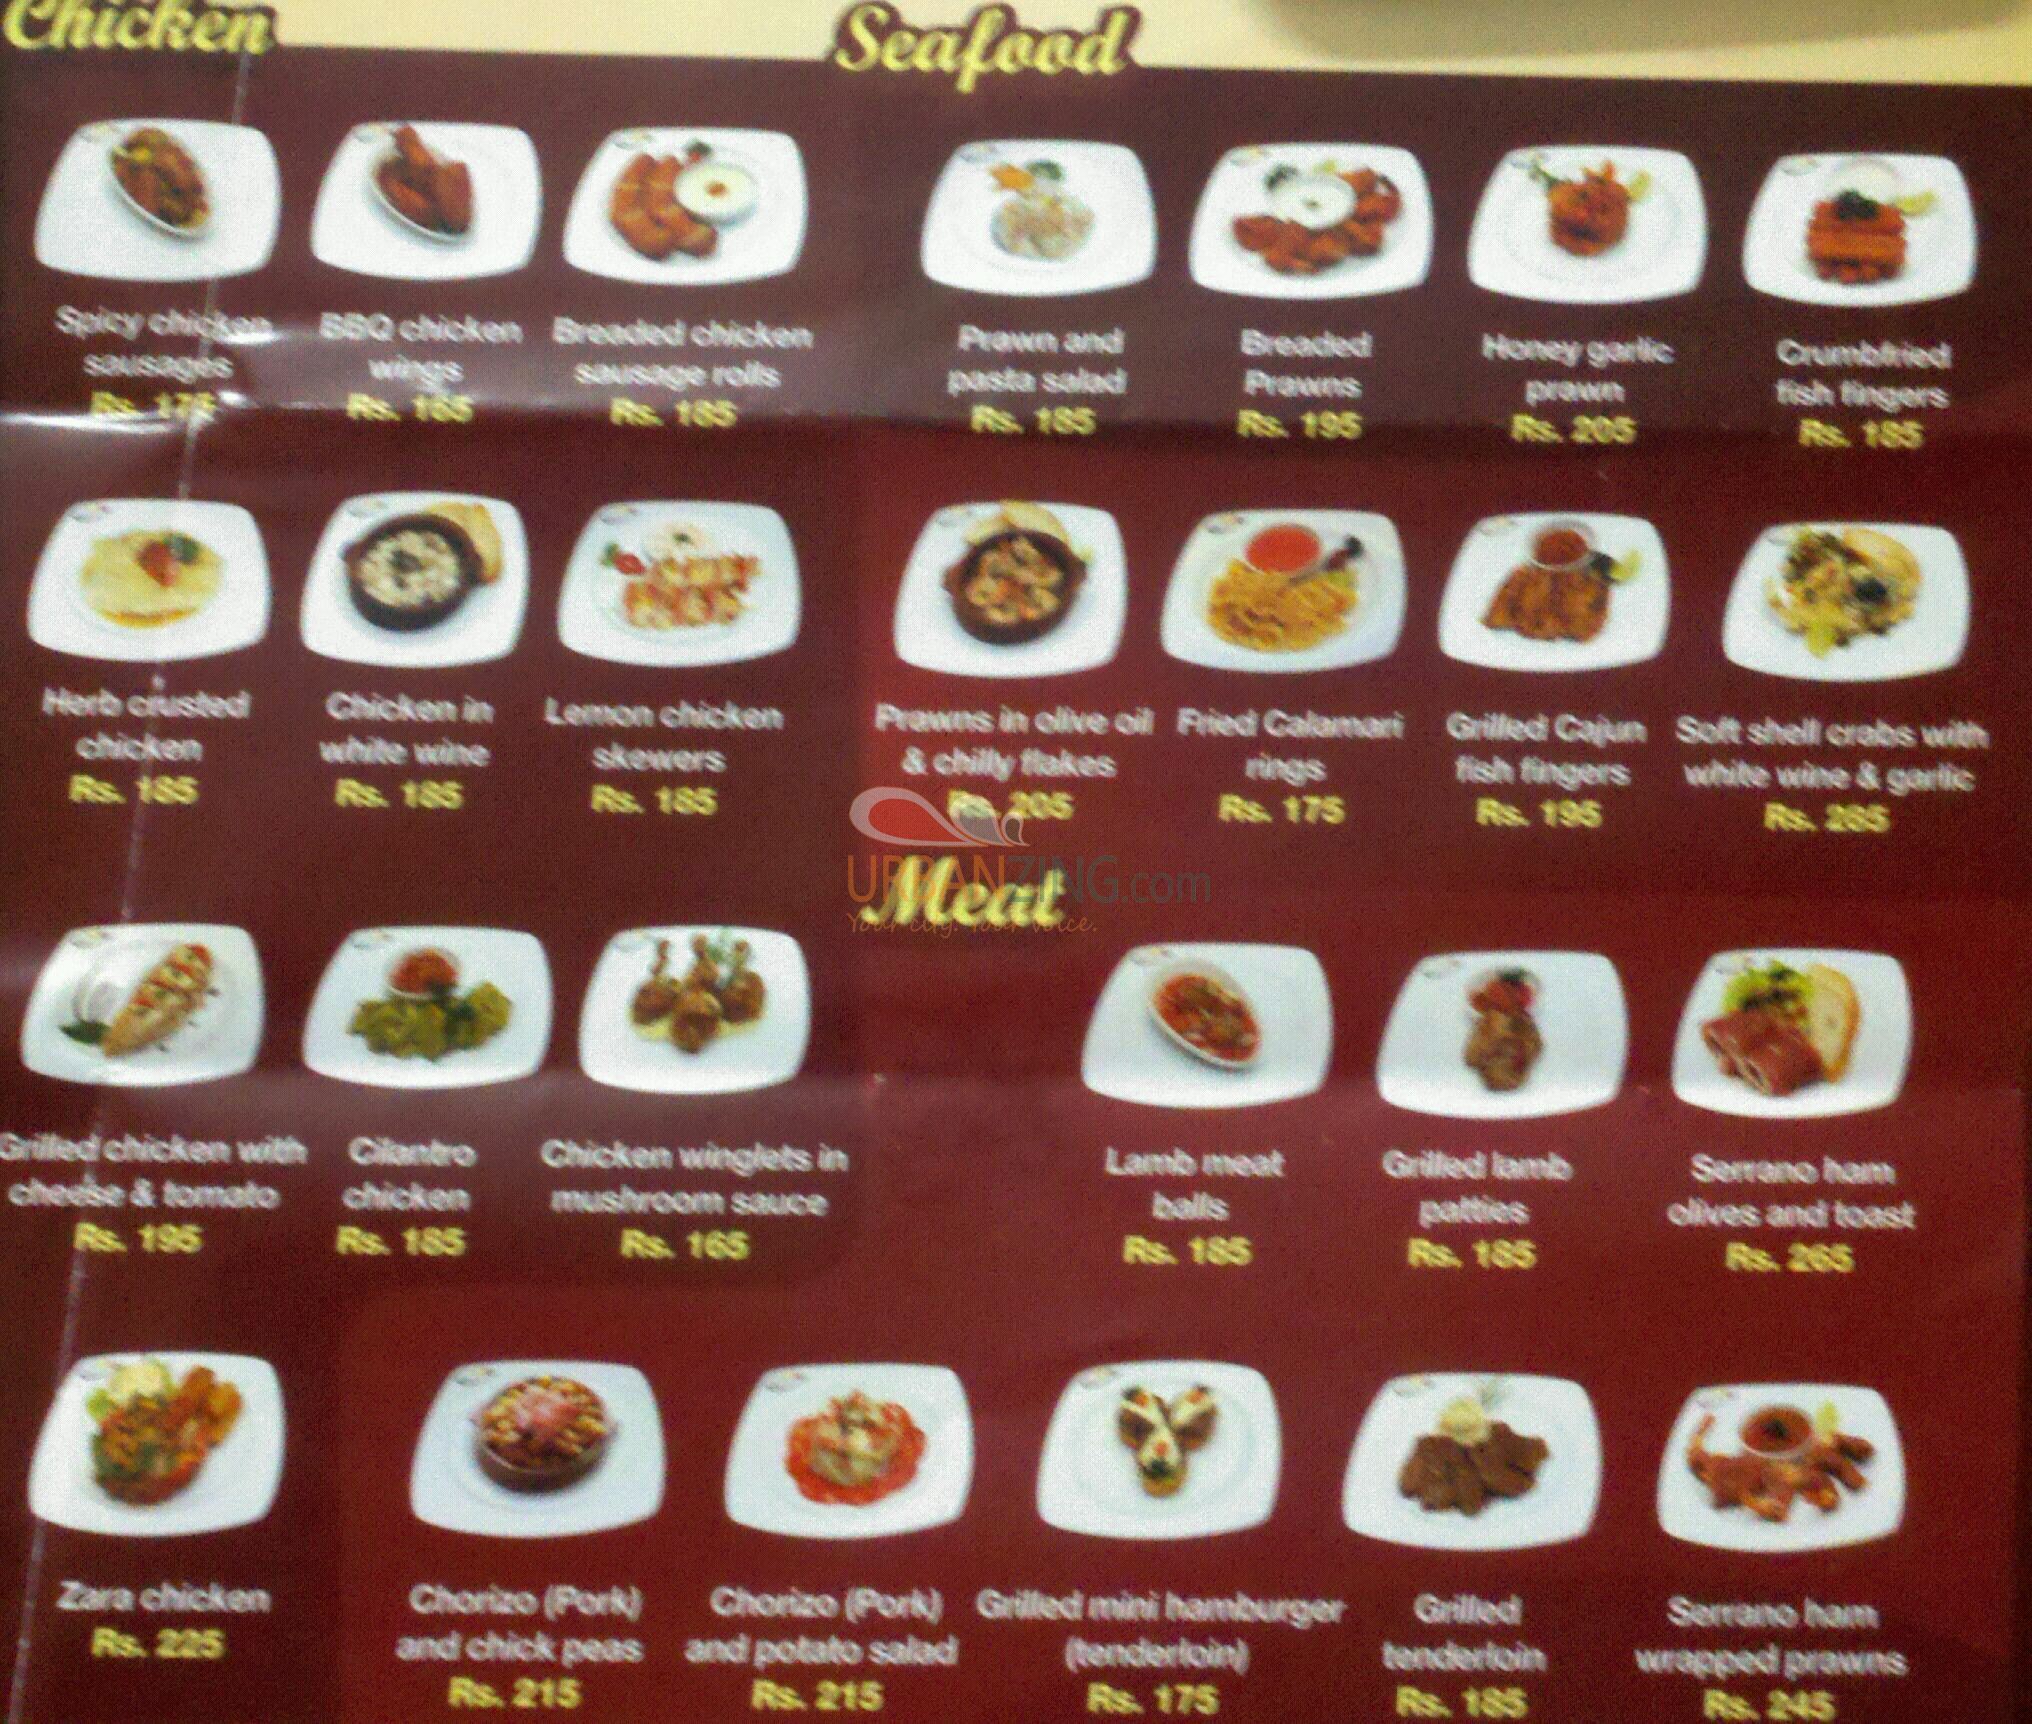 Chicken
Spicy chicken
sausages
Rs. 175
BBQ chicken
wings
Rs. 165
Breaded chicken
sausage rolls
Rs. 185
Herb crusted
chicken
Rs. 185
Chicken in
white wine
Rs. 185
Lemon chicken
skewers
Rs. 185
Grilled chicken with
cheese & tomato
Rs. 195
Cilantro
chicken
Rs. 185
Chicken winglets in
mushroom sauce
Rs. 165
Zara chicken
Rs. 225
Seafood
Prawn and
pasta salad
Rs. 185
Breaded
Prawns
Rs. 195
Honey garlic
prawn
Rs. 205
Crumbfried
fish fingers
Rs. 185
Prawns in olive oil
& chilly flakes
Rs. 205
Fried Calamari
rings
Rs. 175
Grilled Cajun
fish fingers
Rs. 195
Soft shell crabs with
white wine & garlic
Rs. 285
URBANZING.com
Your city. Your voice.
Meat
Lamb meat
balls
Rs. 185
Grilled lamb
patties
Rs. 185
Serrano ham
olives and toast
Rs. 265
Chorizo (Pork)
and chick peas
Rs. 215
Chorizo (Pork)
and potato salad
Rs. 215
Grilled mini hamburger
(tenderloin)
Rs. 175
Grilled
tenderloin
Rs. 185
Serrano ham
wrapped prawns
Rs. 245